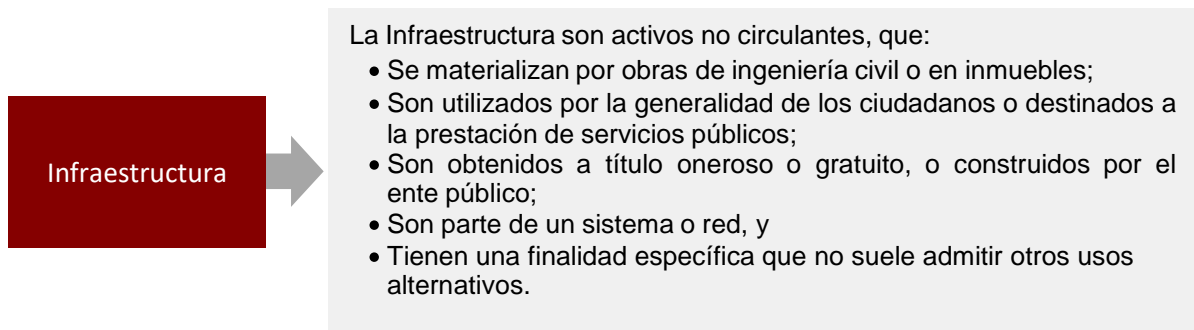 Infraestructura
La Infraestructura son activos no circulantes, que:
• Se materializan por obras de ingeniería civil o en inmuebles;
• Son utilizados por la generalidad de los ciudadanos o destinados a
la prestación de servicios públicos;
• Son obtenidos a título oneroso o gratuito, o construidos por el
ente público;
• Son parte de un sistema o red, y
• Tienen una finalidad específica que no suele admitir otros usos
alternativos.